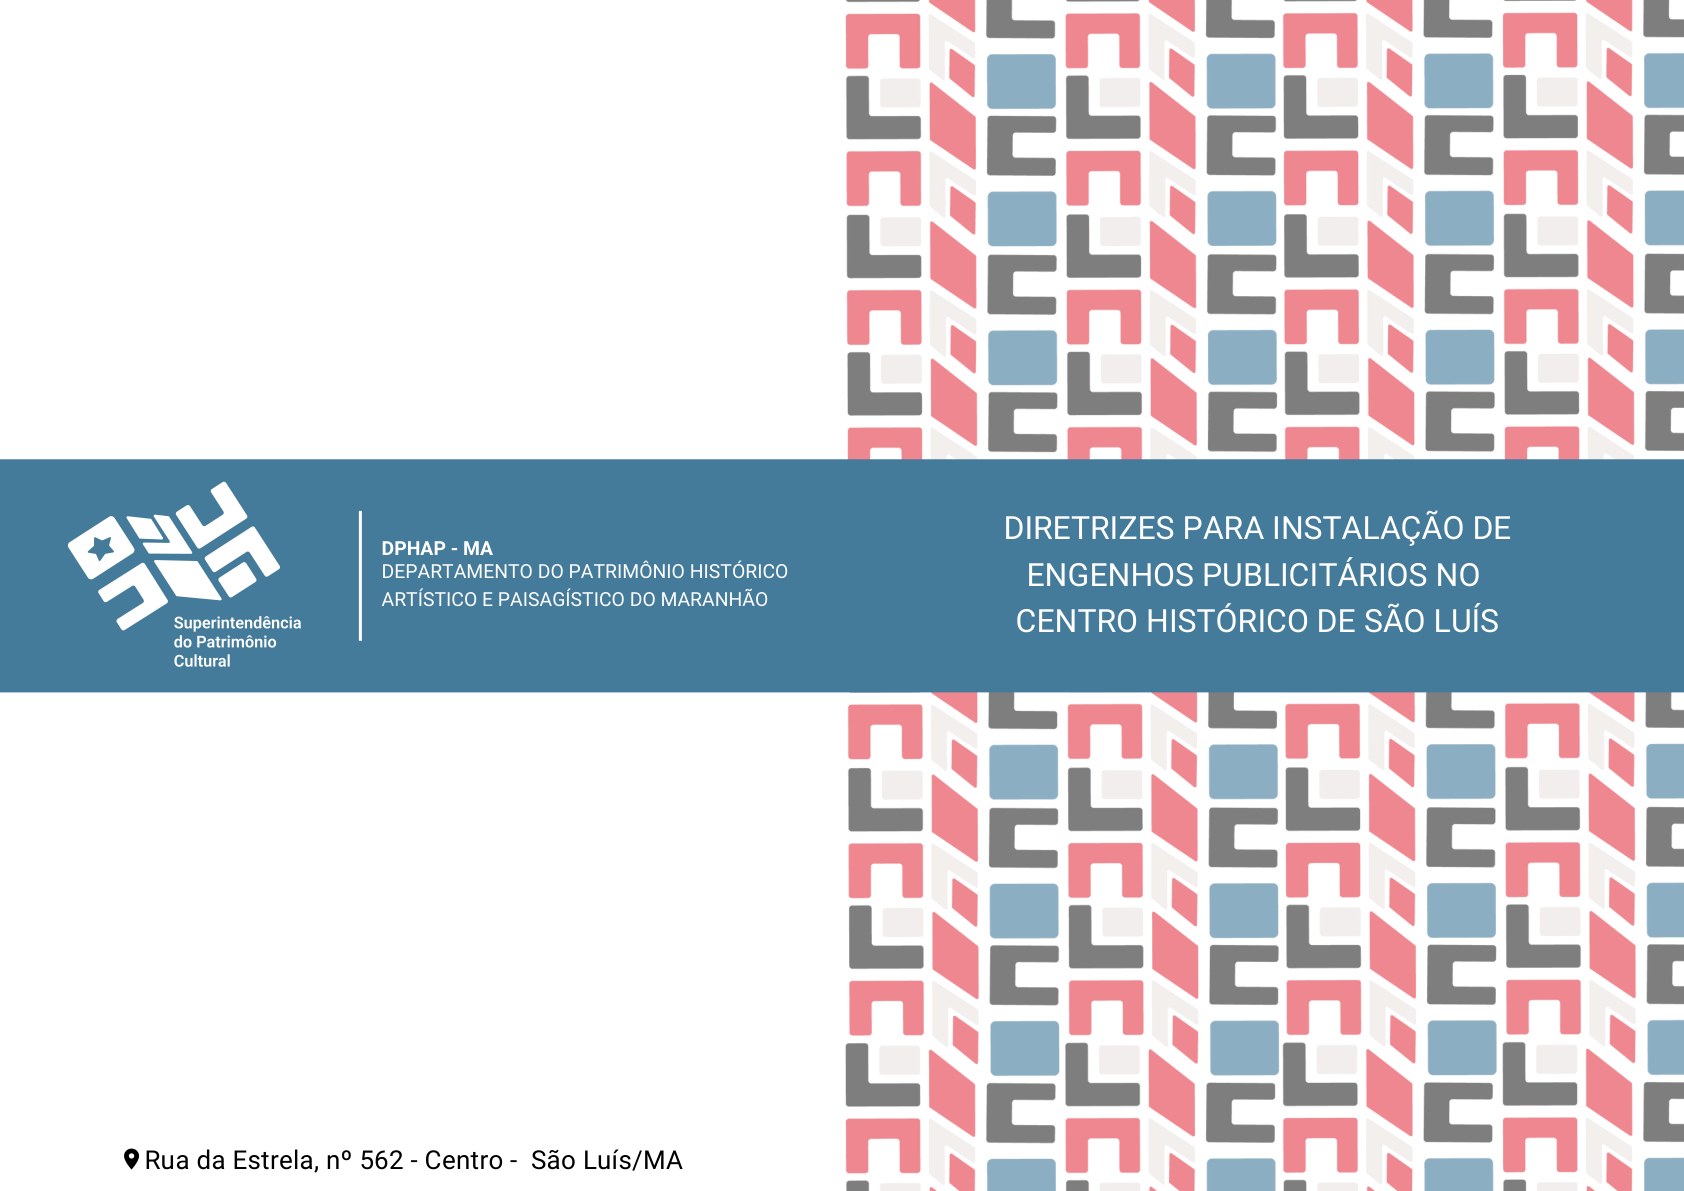 Superintendência
do Patrimônio
Cultural
DPHAP - MA
DEPARTAMENTO DO PATRIMÔNIO HISTÓRICO
ARTÍSTICO E PAISAGÍSTICO DO MARANHÃO
DIRETRIZES PARA INSTALAÇÃO DE
ENGENHOS PUBLICITÁRIOS NO
CENTRO HISTÓRICO DE SÃO LUÍS
Rua da Estrela, nº 562 - Centro - São Luís/MA